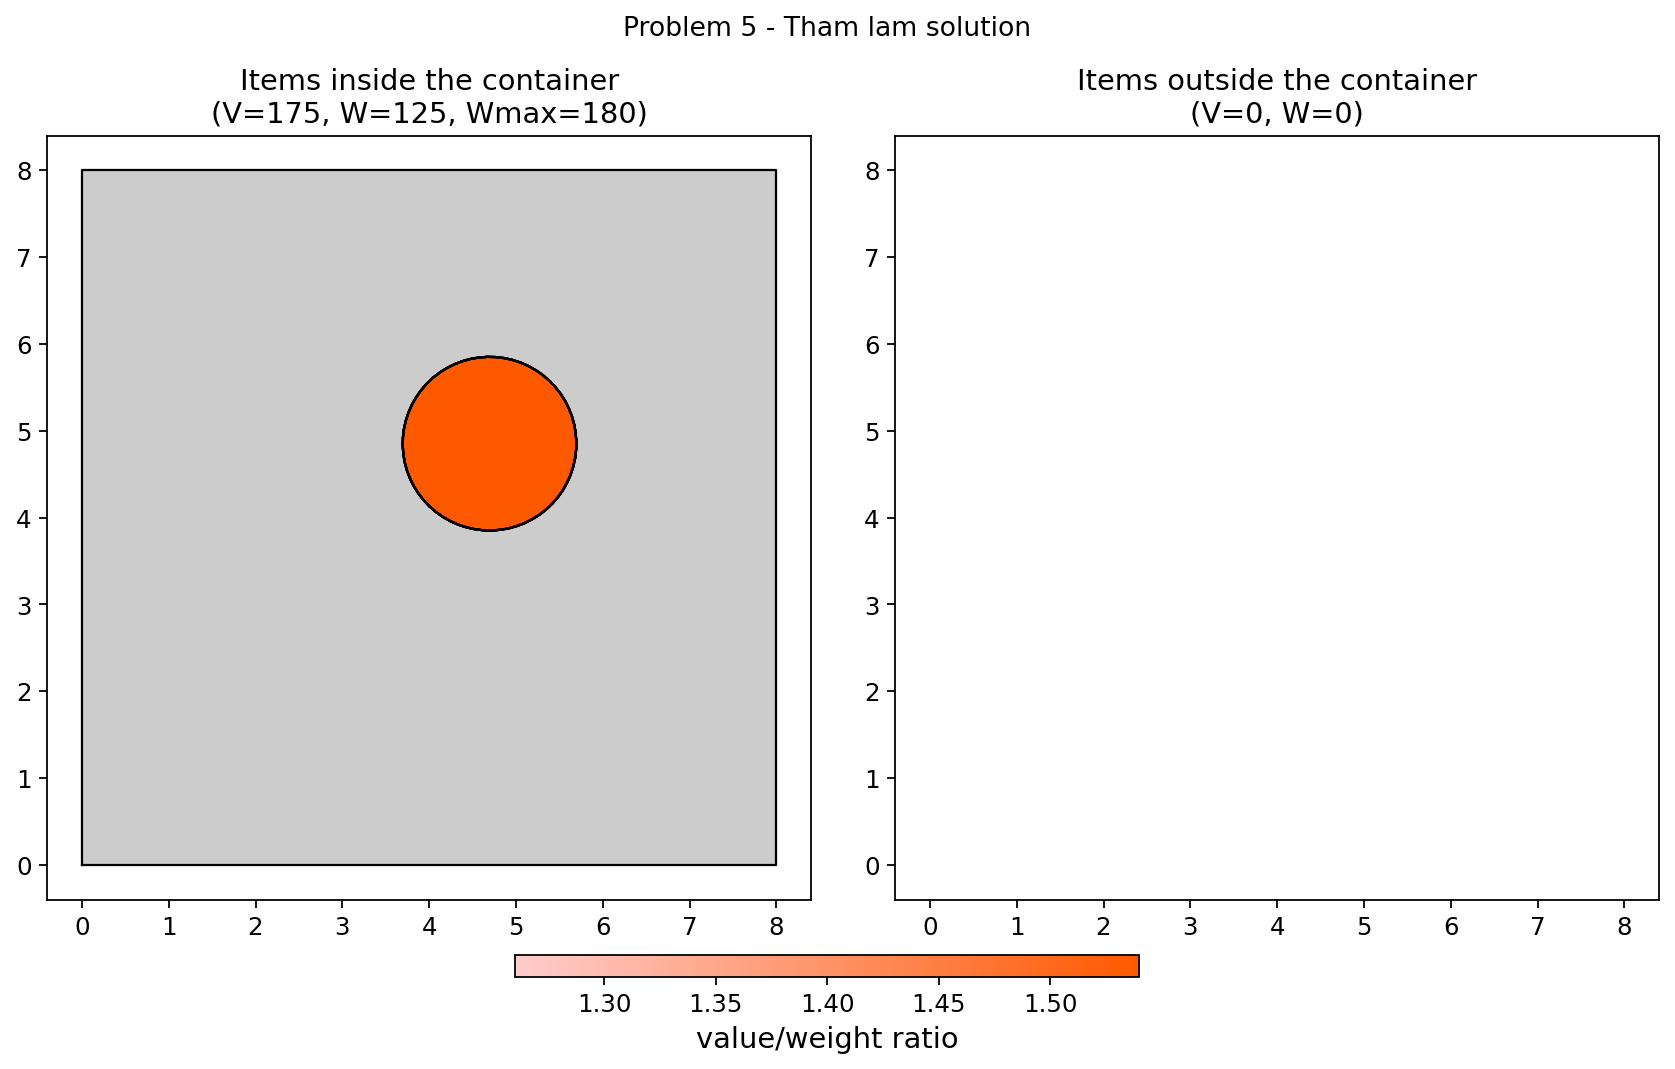 Problem 5 - Tham lam solution
Items inside the container
(V=175, W=125, Wmax=180)
8
7
6
5
4
3
2
1
0
0 1 2 3 4 5 6 7 8
Items outside the container
(V=0, W=0)
8
7
6
5
4
3
2
1
0
0 1 2 3 4 5 6 7 8
1.30 1.35 1.40 1.45 1.50
value/weight ratio